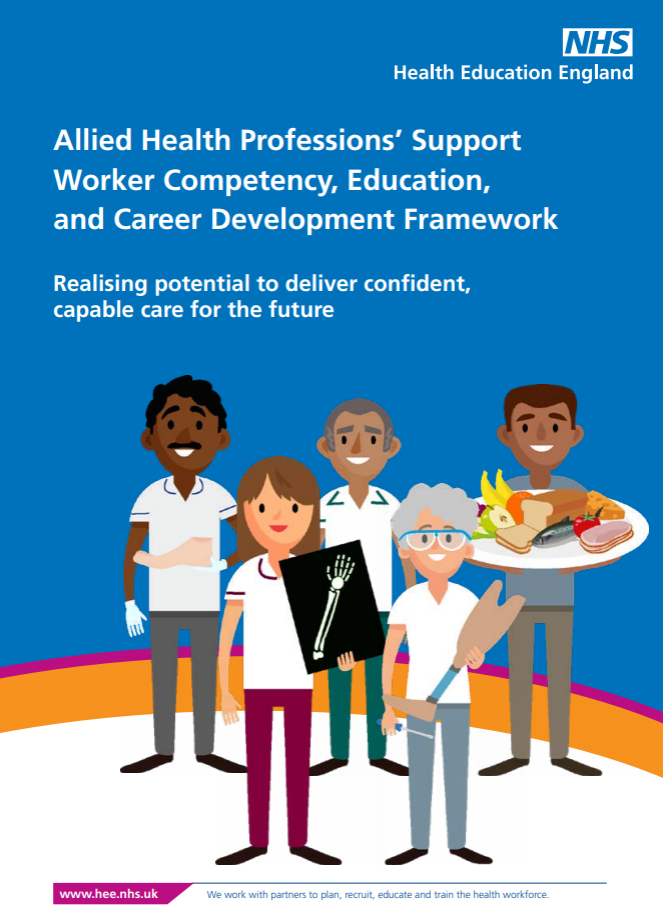 NHS
Health Education England
Allied Health Professions’ Support
Worker Competency, Education,
and Career Development Framework
Realising potential to deliver confident,
capable care for the future
www.hee.nhs.uk
We work with partners to plan, recruit, educate and train the health workforce.